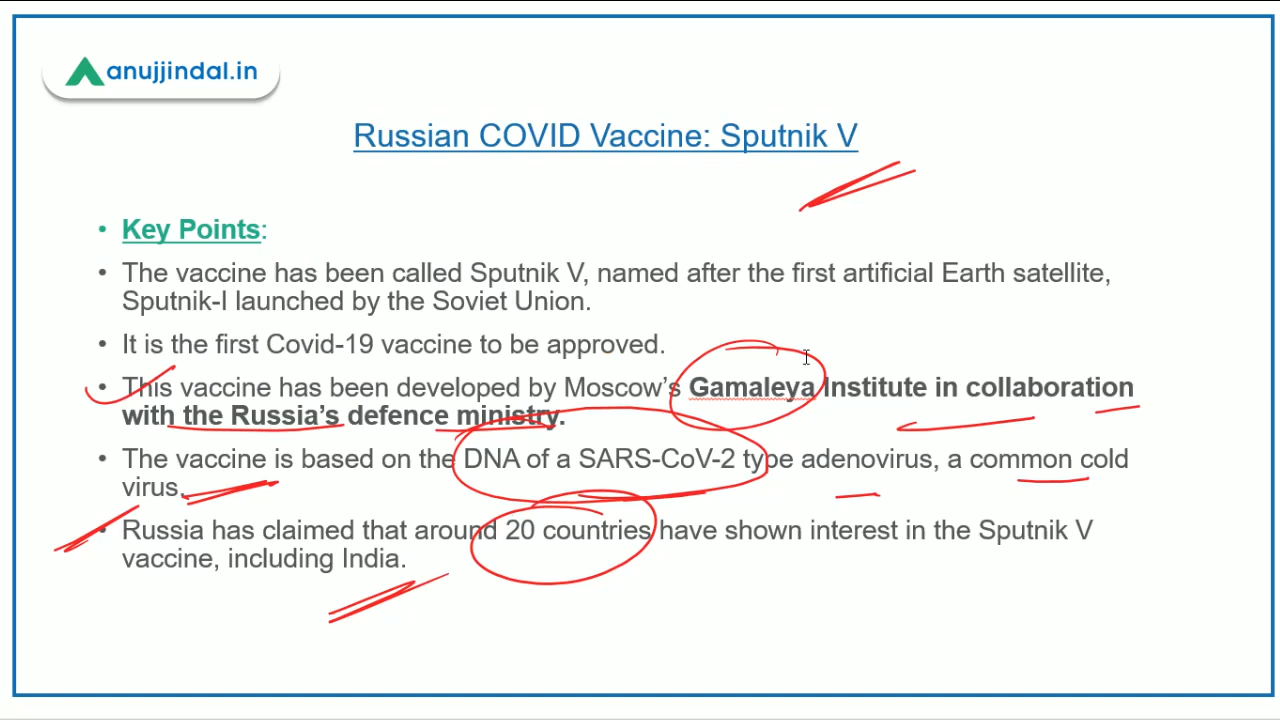 anujjindal.in
Russian COVID Vaccine: Sputnik V
• Key Points:
• The vaccine has been called Sputnik V, named after the first artificial Earth satellite,
Sputnik-I launched by the Soviet Union.
• It is the first Covid-19 vaccine to be approved.
• This vaccine has been developed by Moscow’s Gamaleya Institute in collaboration
with the Russia’s defence ministry.
• The vaccine is based on the DNA of a SARS-CoV-2 type adenovirus, a common cold
virus.
• Russia has claimed that around 20 countries have shown interest in the Sputnik V
vaccine, including India.